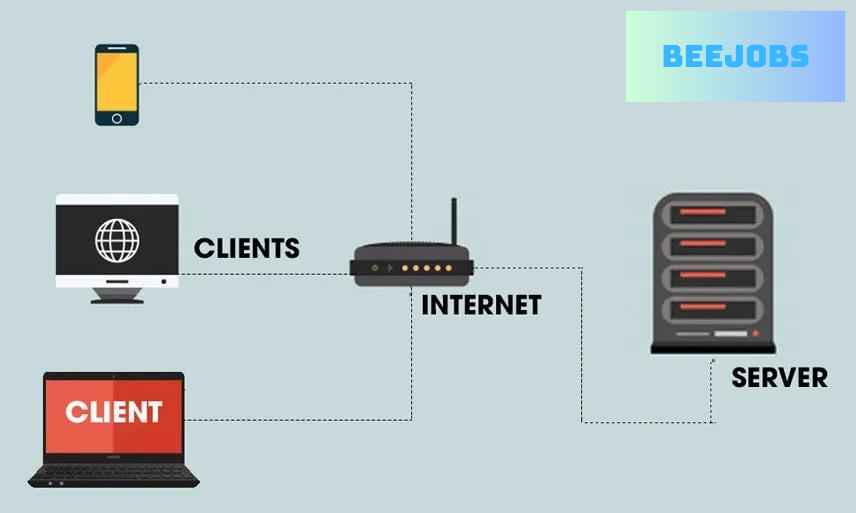 BEEJOBS
CLIENTS
INTERNET
SERVER
CLIENT